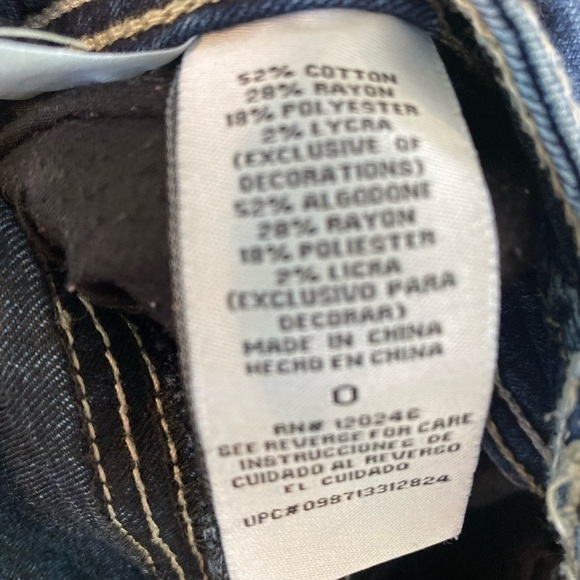 52% COTTON
28% RAYON
18% POLYESTER
2% LYCRA
(EXCLUSIVE OF
DECORATIONS)
52% ALGODONE
28% RAYON
18% POLIESTER
2% LICRA
(EXCLUSIVO PARA
DECORAR)
MADE IN CHINA
HECHO EN CHINA
0
RN# 120246
SEE REVERSE FOR CARE
INSTRUCCIONES DE
CUIDADO AL REVERSO
EL CUIDADO
UPC#098713312824